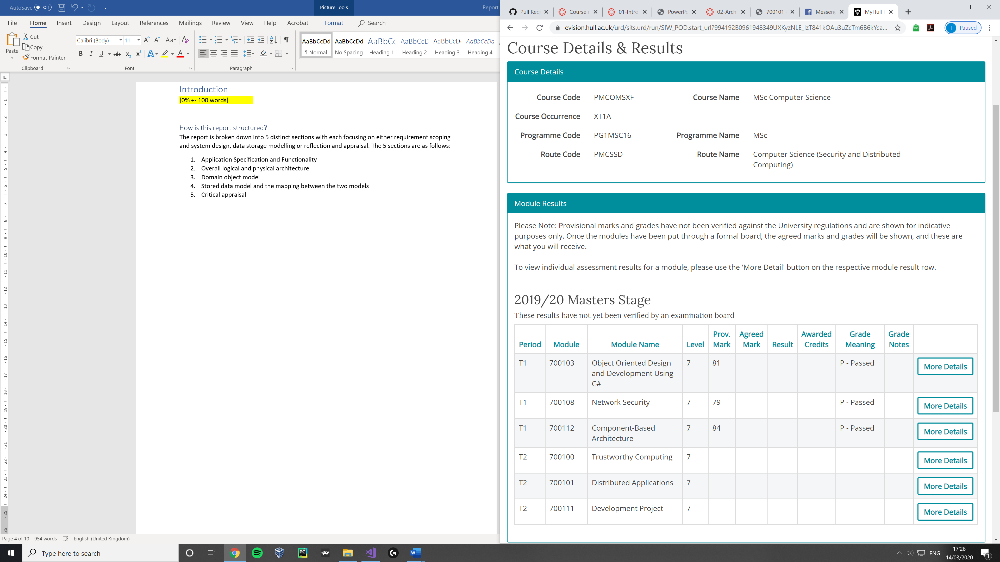 AutoSave Off
Picture Tools
Report.
File Home Insert Design Layout References Mailings Review View Help Acrobat Format Search
Paste
Cut
Copy
Format Painter
Clipboard
Calibri (Body) 11
Font
Paragraph
AaBbCcDd AaBbCcDd AaBbCc AaBbCcD AaBbCcD AaBbCcDa
¶ Normal No Spacing Heading 1 Heading 2 Heading 3 Heading 4
Introduction
[0% +- 100 words]
How is this report structured?
The report is broken down into 5 distinct sections with each focusing on either requirement scoping
and system design, data storage modelling or reflection and appraisal. The 5 sections are as follows:
1. Application Specification and Functionality
2. Overall logical and physical architecture
3. Domain object model
4. Stored data model and the mapping between the two models
5. Critical appraisal
Page 4 of 10 954 words English (United Kingdom)
Pull Req Course r 01-Intro PowerPo 02-Archi 700101 Messeng MyHull
evision.hull.ac.uk/urd/sits.urd/run/SIW_POD.start_url?994192B0961948349UXKyzNLE_lzT841kOAu3uZcTm6B6kYca...
Paused
Course Details & Results
Course Details
Course Code PMCOMSXF Course Name MSc Computer Science
Course Occurrence XT1A
Programme Code PG1MSC16 Programme Name MSc
Route Code PMCSSD Route Name Computer Science (Security and Distributed
Computing)
Module Results
Please Note: Provisional marks and grades have not been verified against the University regulations and are shown for indicative
purposes only. Once the modules have been put through a formal board, the agreed marks and grades will be shown, and these are
what you will receive.
To view individual assessment results for a module, please use the 'More Detail' button on the respective module result row.
2019/20 Masters Stage
These results have not yet been verified by an examination board
Period Module Module Name Level Prov. Mark Agreed Mark Result Awarded Credits Grade Meaning Grade Notes
T1 700103 Object Oriented Design and Development Using C# 7 81 P - Passed More Details
T1 700108 Network Security 7 79 P - Passed More Details
T1 700112 Component-Based Architecture 7 84 P - Passed More Details
T2 700100 Trustworthy Computing 7 More Details
T2 700101 Distributed Applications 7 More Details
T2 700111 Development Project 7 More Details
Type here to search
ENG
17:26
14/03/2020